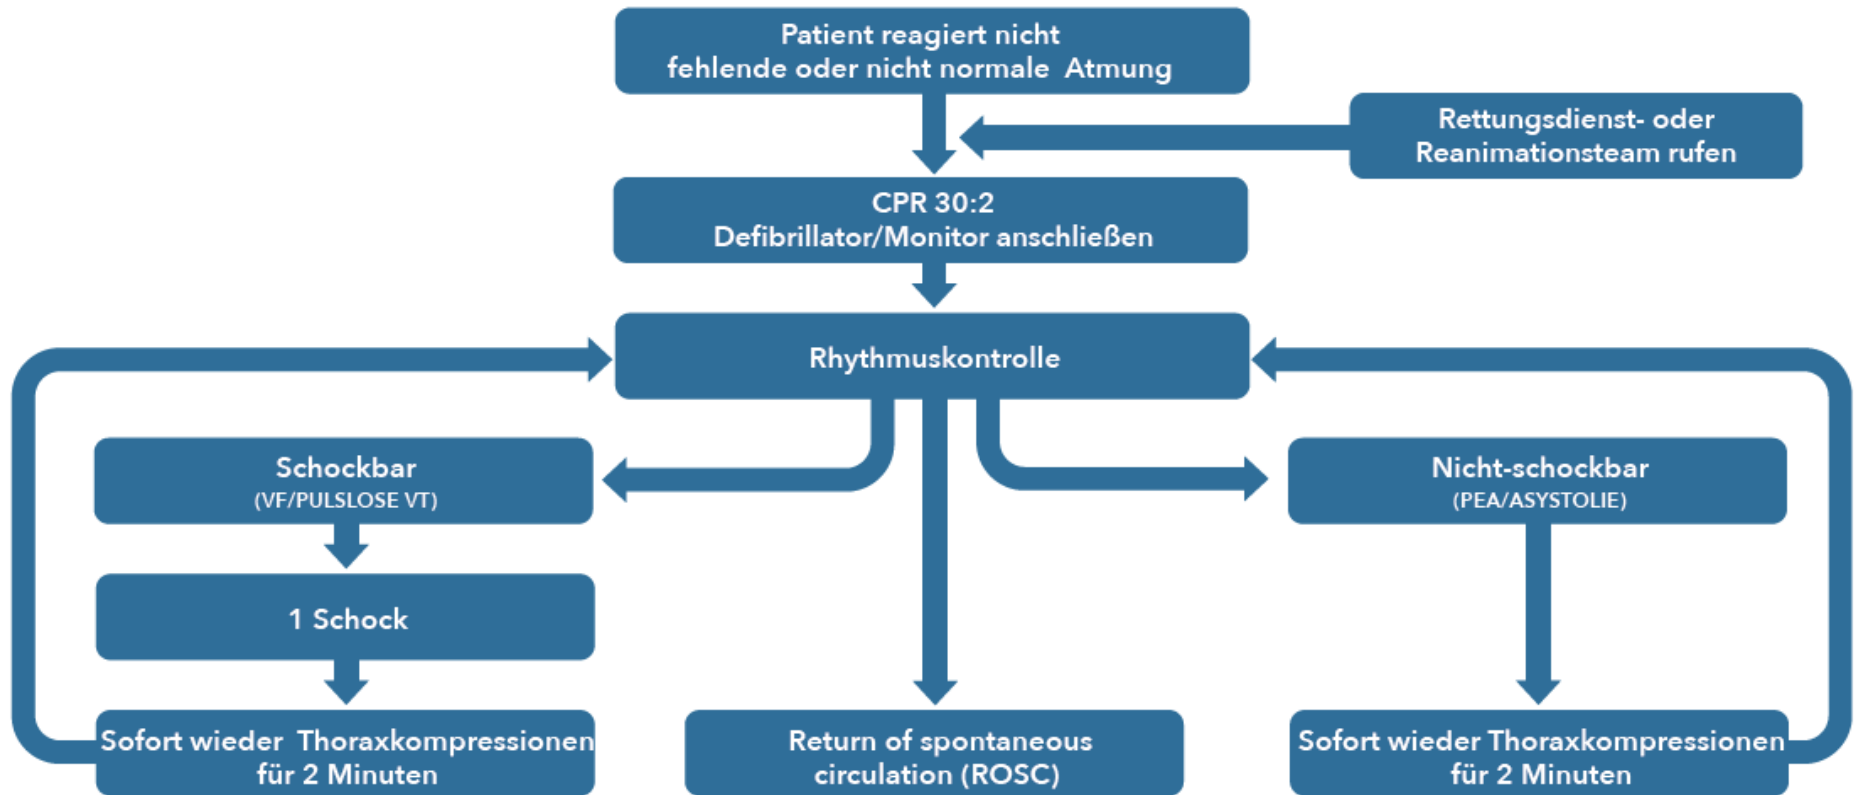 Patient reagiert nicht
fehlende oder nicht normale Atmung
Rettungsdienst- oder
Reanimationsteam rufen
CPR 30:2
Defibrillator/Monitor anschließen
Rhythmuskontrolle
Schockbar
(VF/PULSLOSE VT)
Nicht-schockbar
(PEA/ASYSTOLIE)
1 Schock
Sofort wieder Thoraxkompressionen
für 2 Minuten
Return of spontaneous
circulation (ROSC)
Sofort wieder Thoraxkompressionen
für 2 Minuten